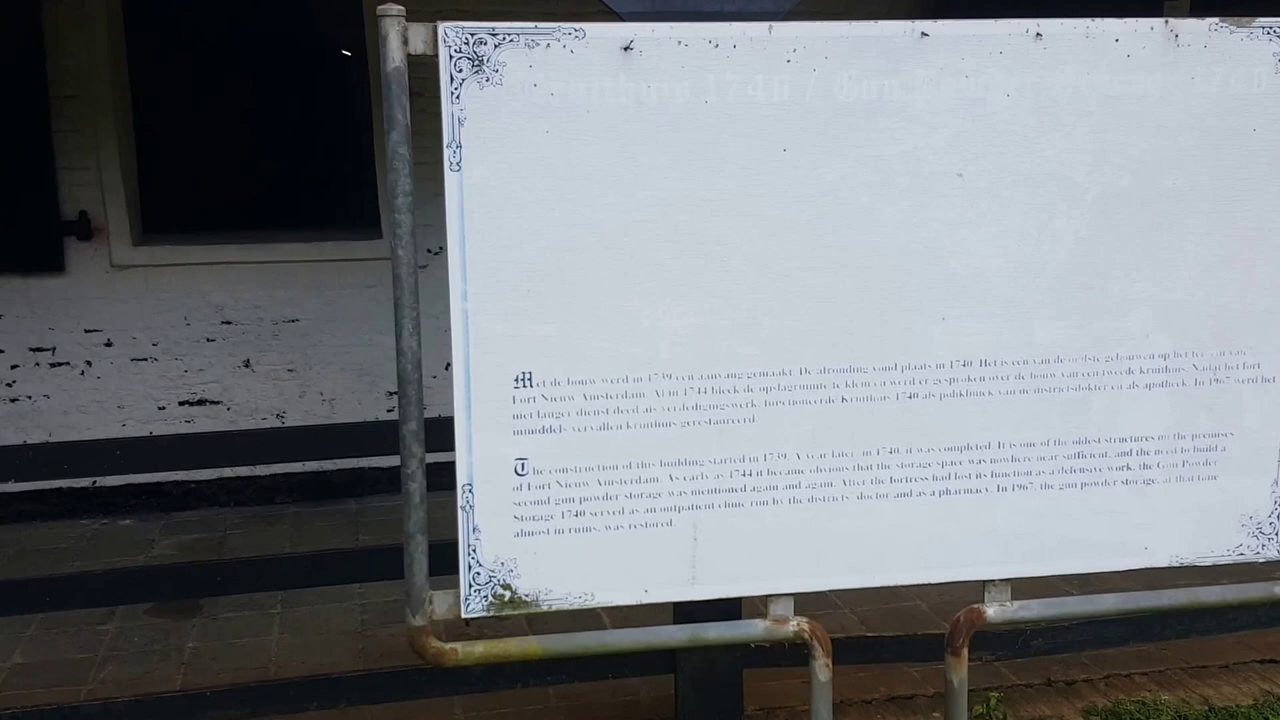 Kruithuis 1740 / Gun Powder Storage 1740
Met de bouw werd in 1739 een aanvang gemaakt. De afronding vond plaats in 1740. Het is een van de oudste gebouwen op het
Fort Nieuw Amsterdam. Al in 1744 bleek de opslagruimte te klein en werd er gesproken over de bouw van een tweede kruithuis. Nadat het fort
niet langer dienst deed als verdedigingswerk, functioneerde Kruithuis 1740 als polikliniek van de districtsdokter en als apotheek. In 1967 werd het
inmiddels vervallen kruithuis gerestaureerd.
The construction of this building started in 1739. A year later, in 1740, it was completed. It is one of the oldest structures on the premises
of Fort Nieuw Amsterdam. As early as 1744 it became obvious that the storage space was nowhere near sufficient, and the need to build a
second gun powder storage was mentioned again and again. After the fortress had lost its function as a defensive work, the Gun Powder
Storage 1740 served as an outpatient clinic run by the districts' doctor and as a pharmacy. In 1967, the gun powder storage, at that time
almost in ruins, was restored.